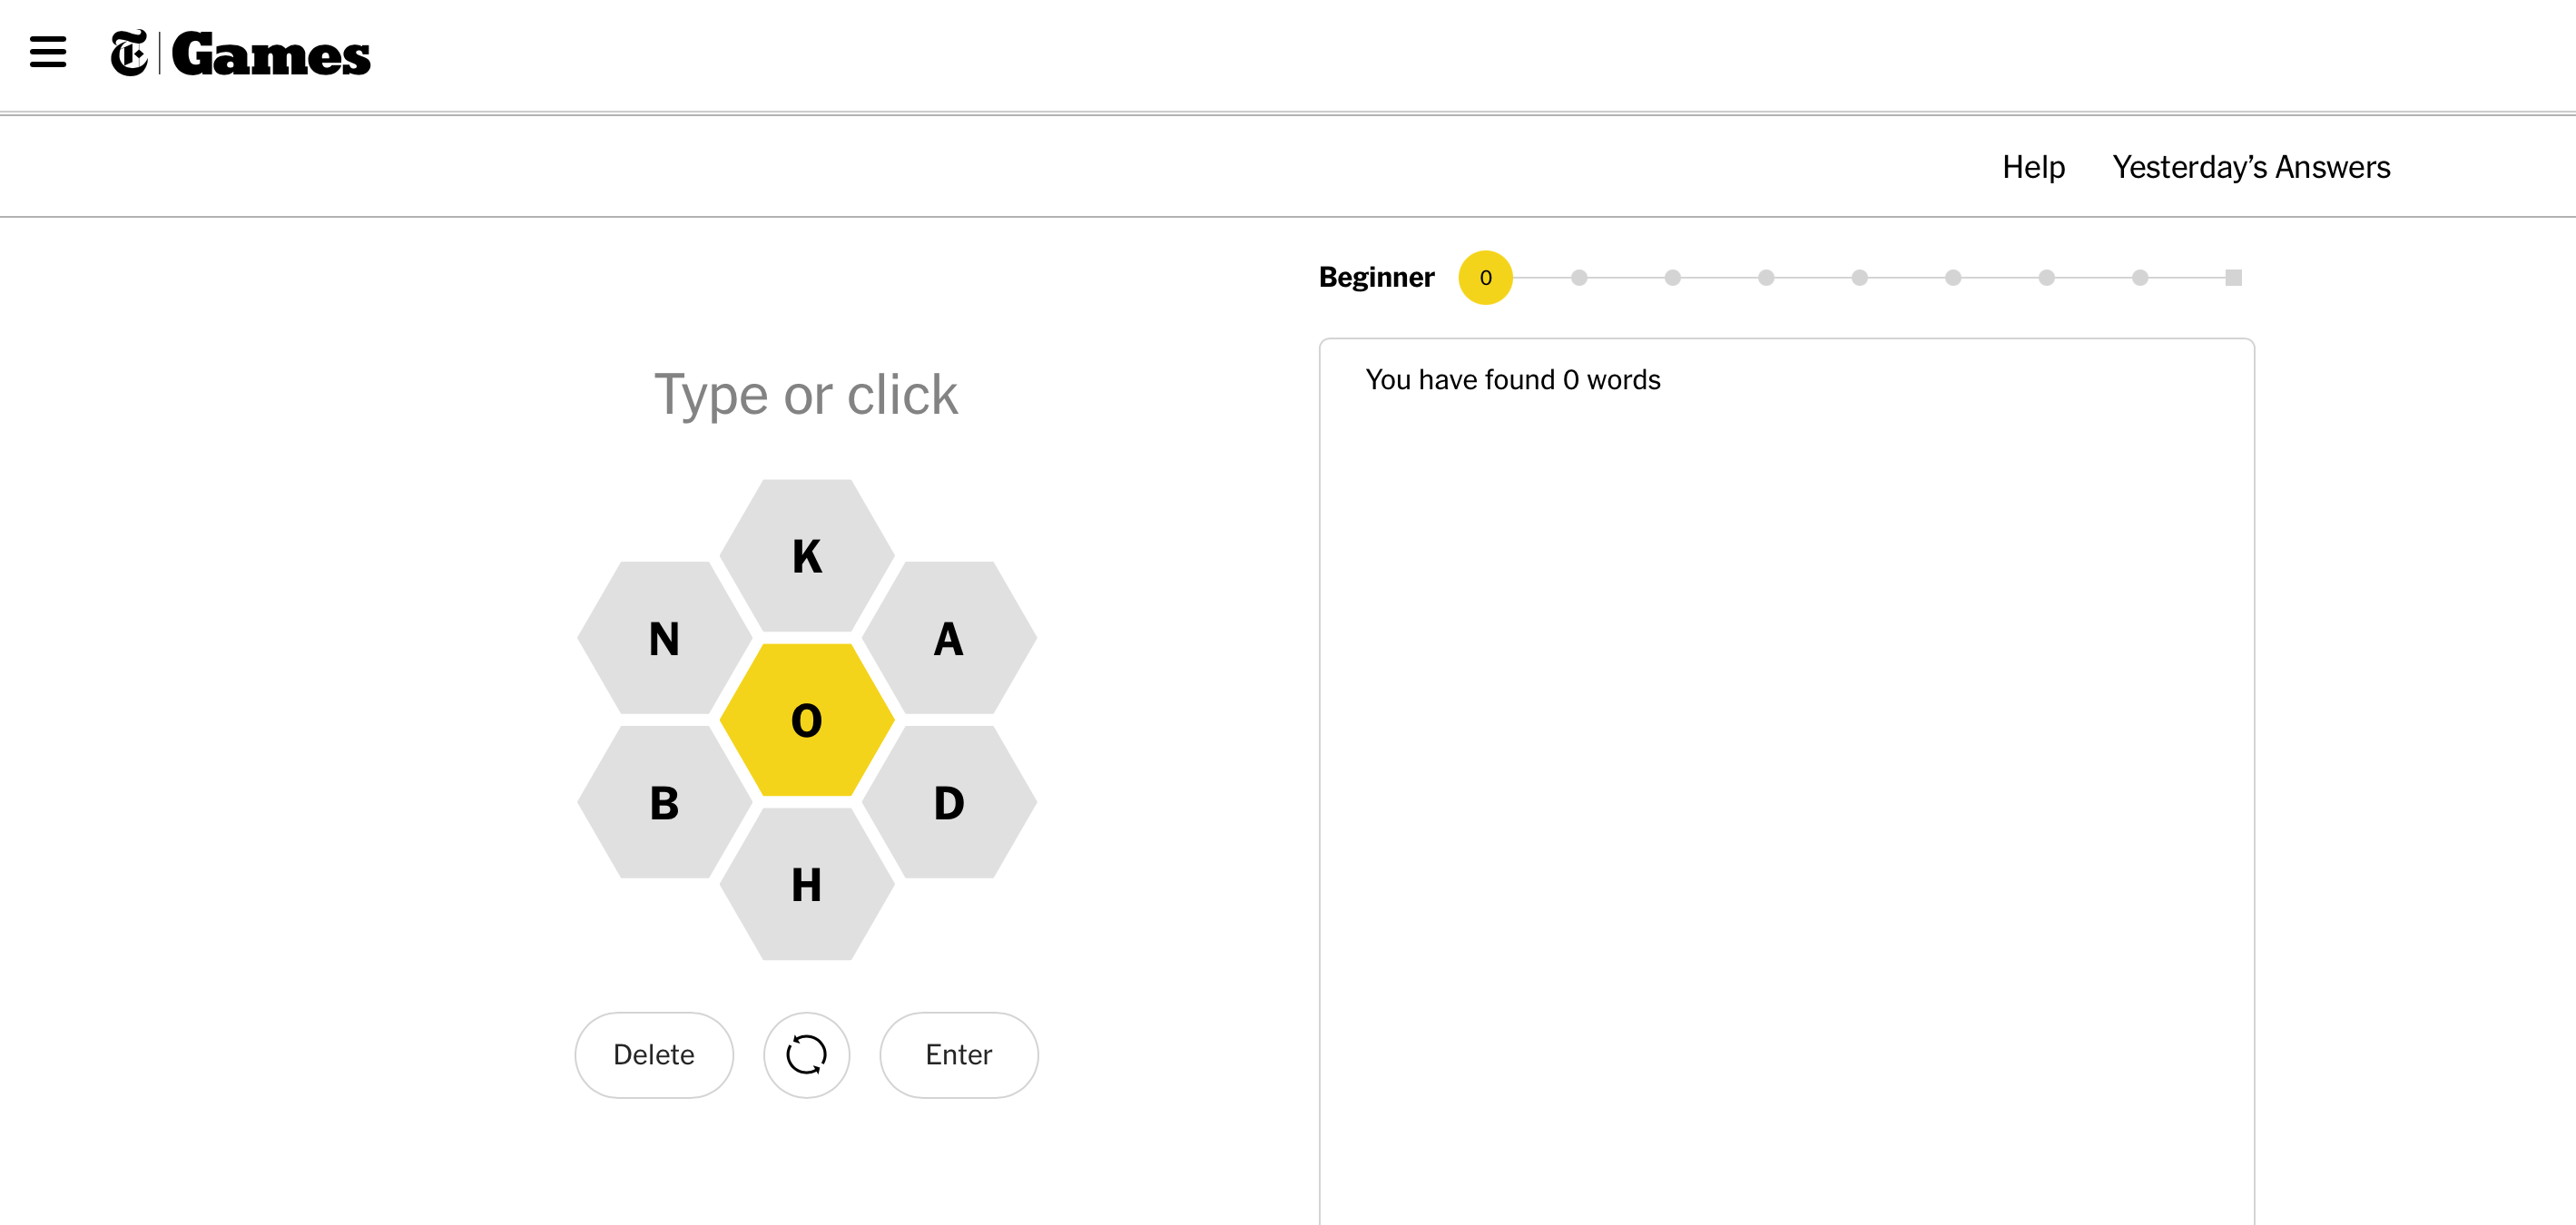 T Games
Help Yesterday’s Answers
Beginner 0
You have found 0 words
Type or click
K
N A
O
B D
H
Delete Enter